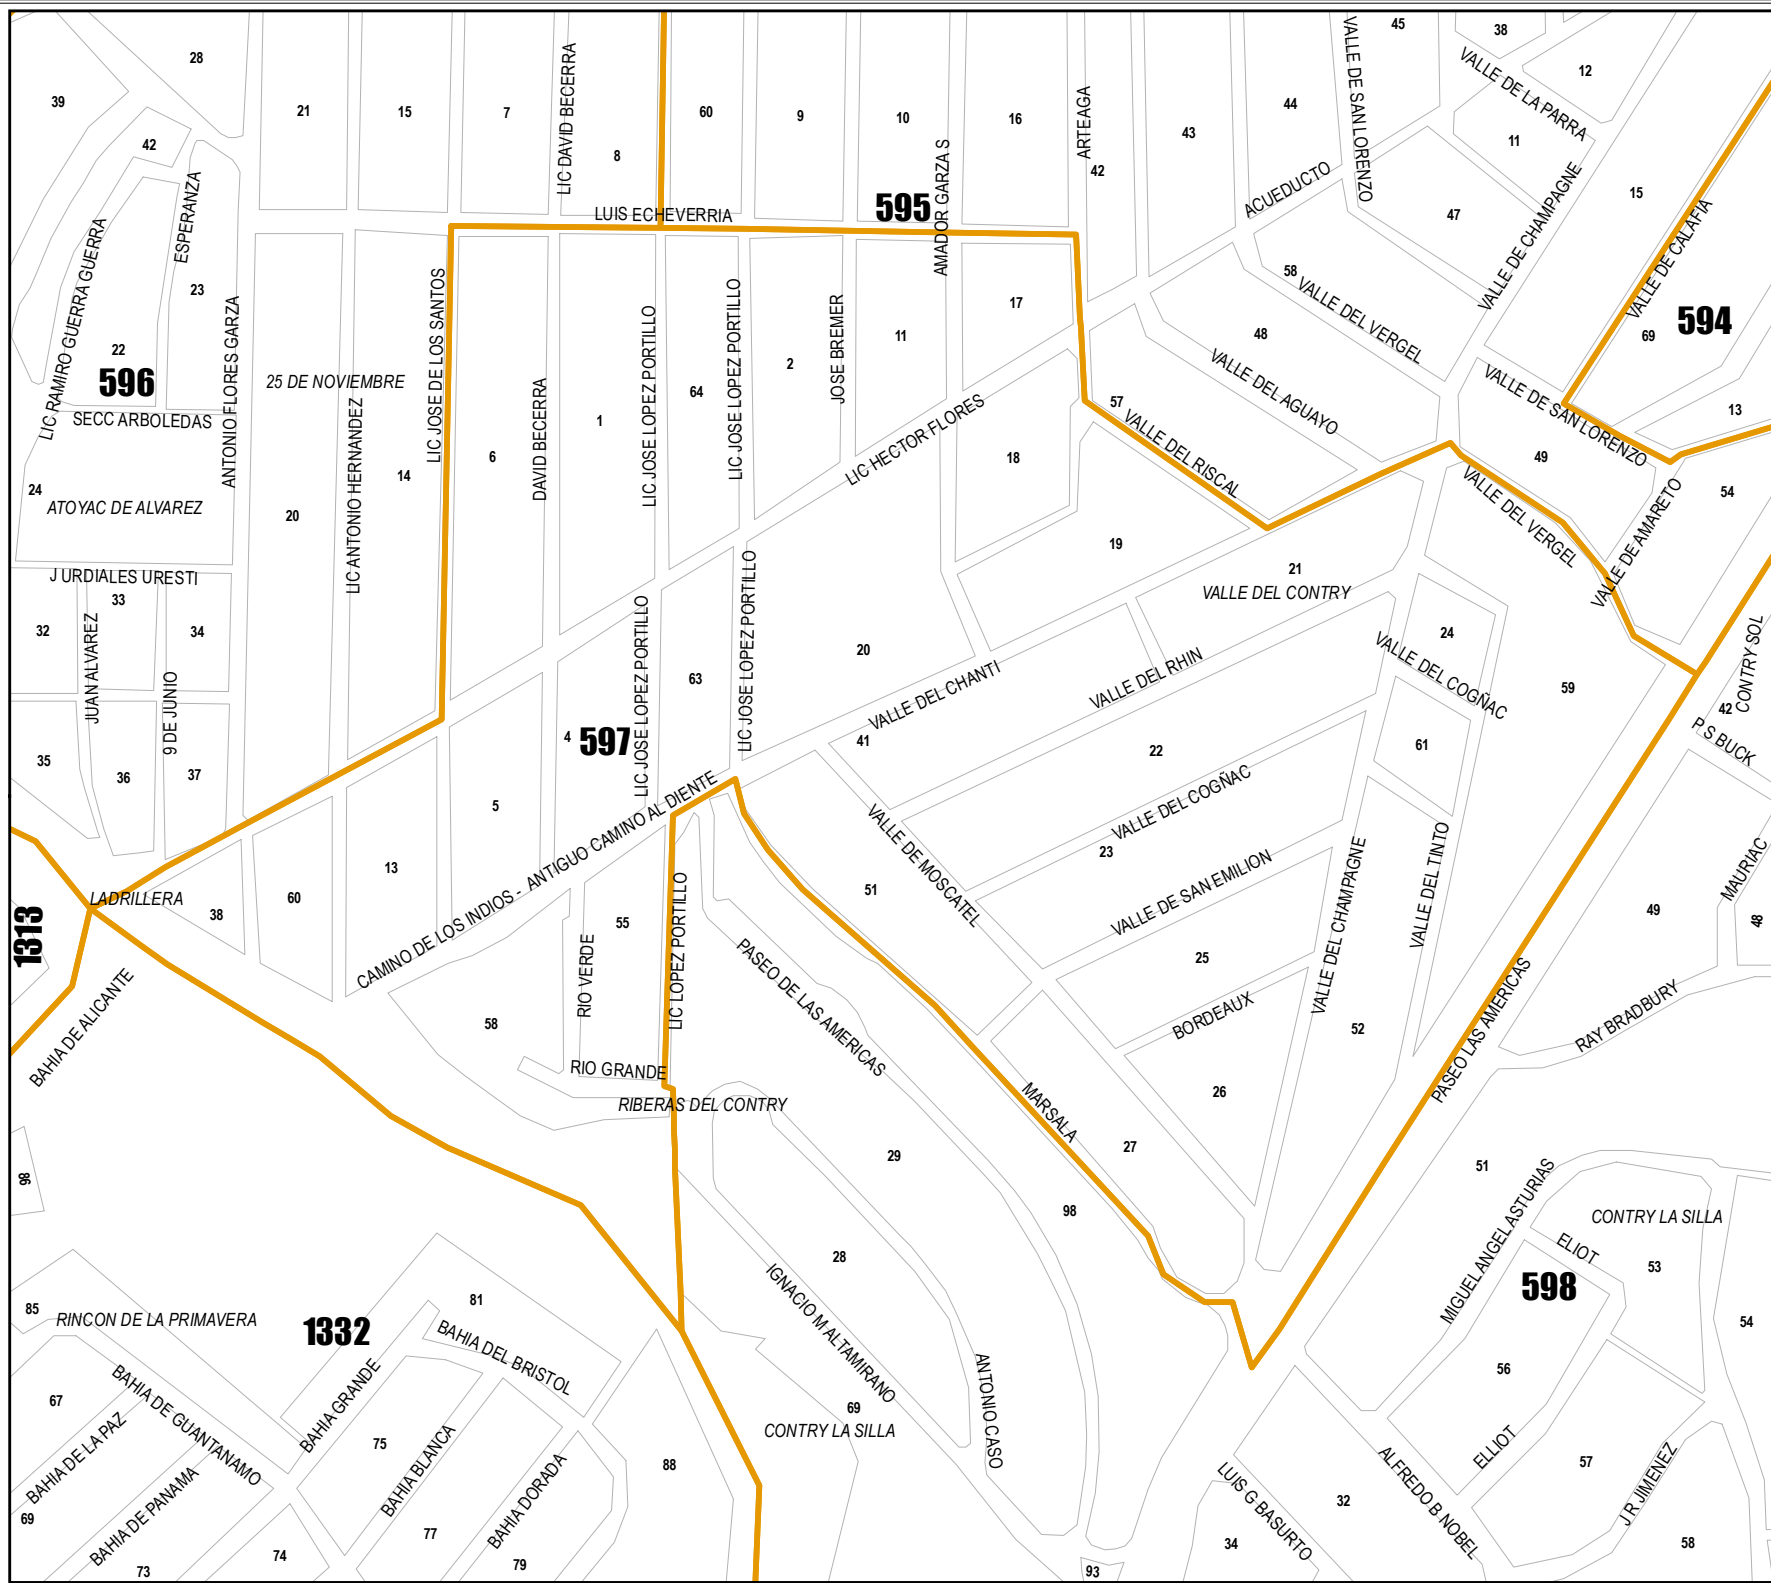 45
38
28
12
VALLE DE LA PARRA
VALLE DE SAN LORENZO
39
21
15
7
LIC DAVID BECERRA
60
9
10
16
ARTEAGA
44
43
42
11
8
42
AMADOR GARZA S
ACUEDUCTO
15
ESPERANZA
LUIS ECHEVERRIA
595
47
VALLE DE CHAMPAGNE
VALLE DE CALAFIA
LIC RAMIRO GUERRA GUERRA
23
58
VALLE DEL VERGEL
17
594
69
22
596
ANTONIO FLORES GARZA
25 DE NOVIEMBRE
LIC JOSE DE LOS SANTOS
LIC JOSE LOPEZ PORTILLO
LIC JOSE LOPEZ PORTILLO
JOSE BREMER
11
48
VALLE DEL AGUAYO
2
64
SECC ARBOLEDAS
DAVID BECERRA
1
57
VALLE DEL RISCAL
VALLE DE SAN LORENZO
13
LIC HECTOR FLORES
6
14
18
49
24
ATOYAC DE ALVAREZ
20
LIC ANTONIO HERNANDEZ
VALLE DEL VERGEL
VALLE DE AMARETO
54
19
21
VALLE DEL CONTRY
J URDIALES URESTI
33
32
34
JUAN ALVAREZ
9 DE JUNIO
LIC JOSE LOPEZ PORTILLO
LIC JOSE LOPEZ PORTILLO
63
20
VALLE DEL CHANTI
VALLE DEL RHIN
24
VALLE DEL COGÑAC
59
CONTRY SOL
42
P S BUCK
4
597
41
22
61
35
36
37
5
VALLE DEL COGÑAC
VALLE DE MOSCATEL
23
CAMINO DE LOS INDIOS - ANTIGUO CAMINO AL DIENTE
13
LADRILLERA
38
60
51
VALLE DE SAN EMILION
VALLE DEL CHAMPAGNE
VALLE DEL TINTO
MAURIAC
49
48
1313
55
RIO VERDE
LIC LOPEZ PORTILLO
PASEO DE LAS AMERICAS
25
BORDEAUX
52
PASEO LAS AMERICAS
RAY BRADBURY
BAHIA DE ALICANTE
58
RIO GRANDE
RIBERAS DEL CONTRY
MARSALA
26
27
29
98
98
51
MIGUEL ANGEL ASTURIAS
CONTRY LA SILLA
ELIOT
53
598
28
IGNACIO M ALTAMIRANO
85
RINCON DE LA PRIMAVERA
81
1332
BAHIA DEL BRISTOL
54
ANTONIO CASO
56
67
BAHIA DE GUANTANAMO
BAHIA GRANDE
69
CONTRY LA SILLA
BAHIA DE LA PAZ
75
BAHIA BLANCA
88
ALFREDO B NOBEL
ELLIOT
57
J R JIMENEZ
BAHIA DE PANAMA
BAHIA DORADA
LUIS G BASURTO
32
69
77
34
58
73
74
79
93